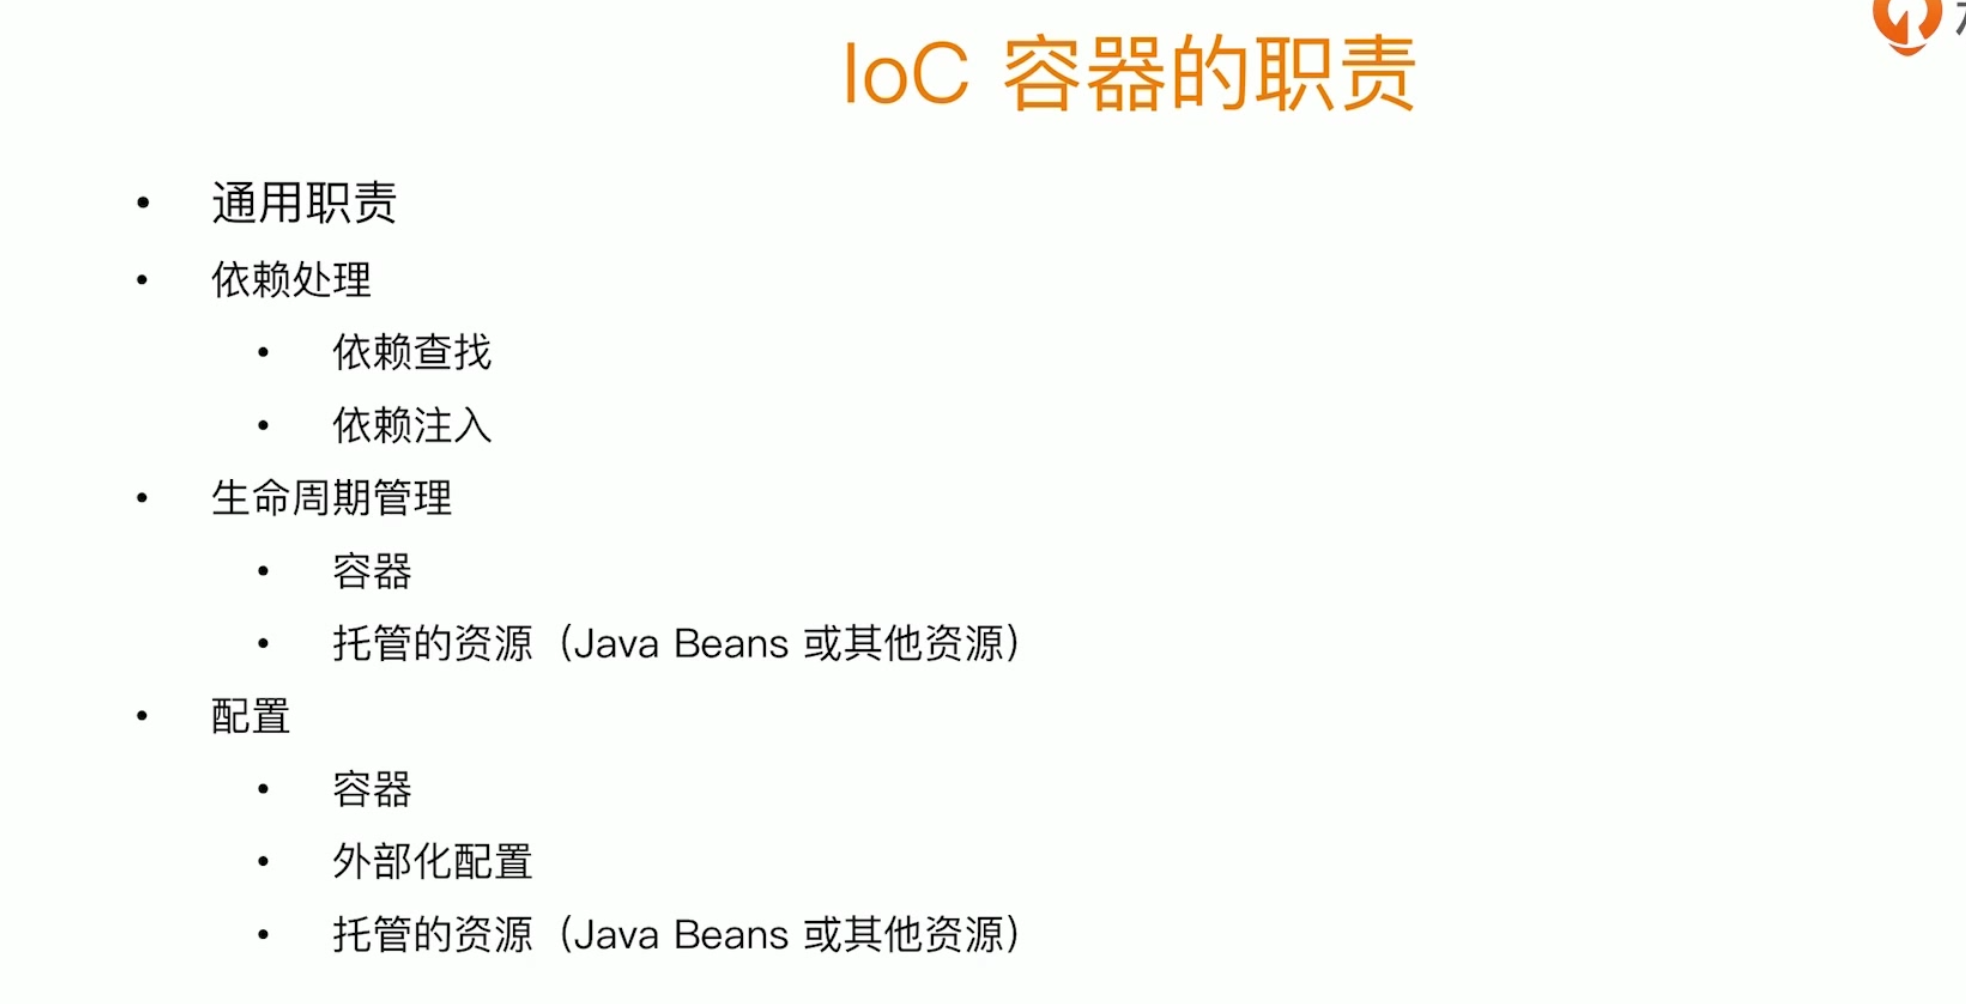 IoC 容器的职责
• 通用职责
• 依赖处理
• 依赖查找
• 依赖注入
• 生命周期管理
• 容器
• 托管的资源（Java Beans 或其他资源）
• 配置
• 容器
• 外部化配置
• 托管的资源（Java Beans 或其他资源）